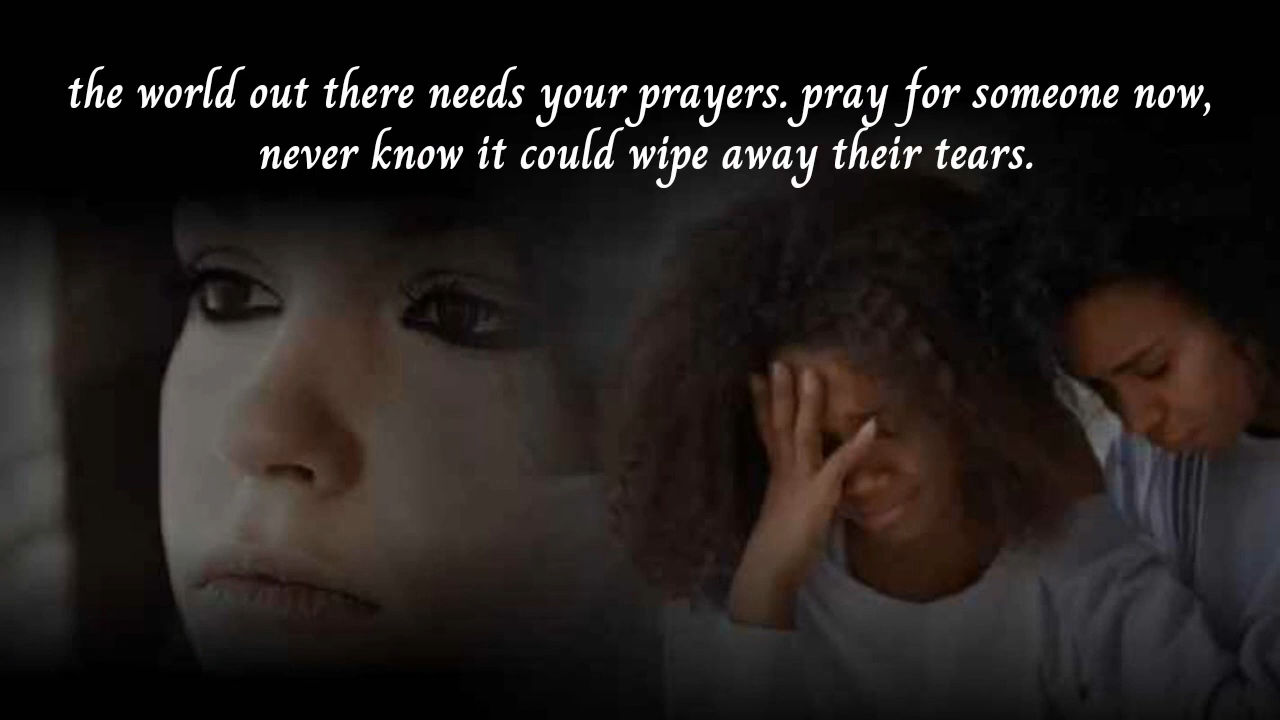 the world out there needs your prayers. pray for someone now,
never know it could wipe away their tears.